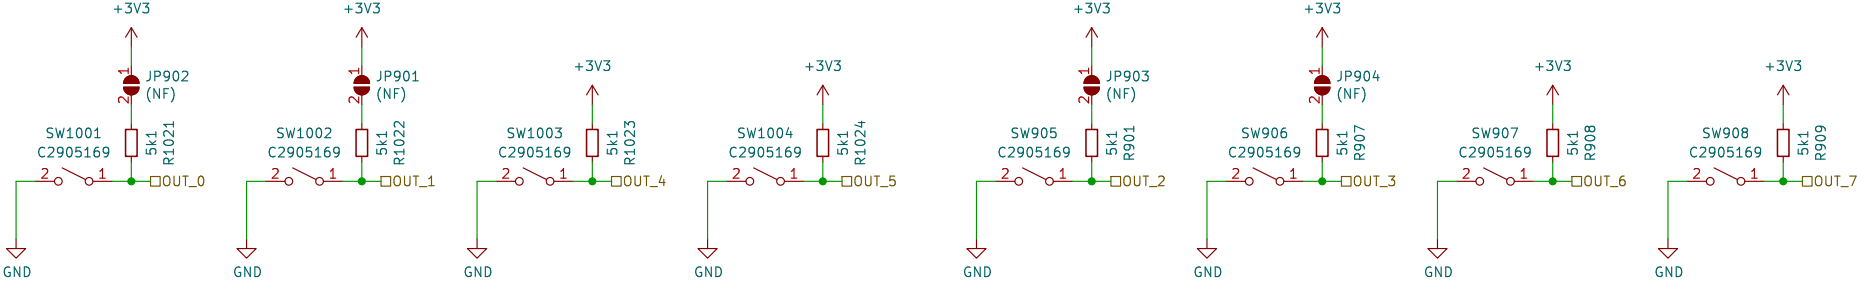 +3V3
1
2
JP902
(NF)
5k1
R1021
SW1001
C2905169
2
1
OUT_0
GND
+3V3
1
2
JP901
(NF)
5k1
R1022
SW1002
C2905169
2
1
OUT_1
GND
+3V3
5k1
R1023
SW1003
C2905169
2
1
OUT_4
GND
+3V3
5k1
R1024
SW1004
C2905169
2
1
OUT_5
GND
+3V3
1
2
JP903
(NF)
5k1
R901
SW905
C2905169
2
1
OUT_2
GND
+3V3
1
2
JP904
(NF)
5k1
R907
SW906
C2905169
2
1
OUT_3
GND
+3V3
5k1
R908
SW907
C2905169
2
1
OUT_6
GND
+3V3
5k1
R909
SW908
C2905169
2
1
OUT_7
GND